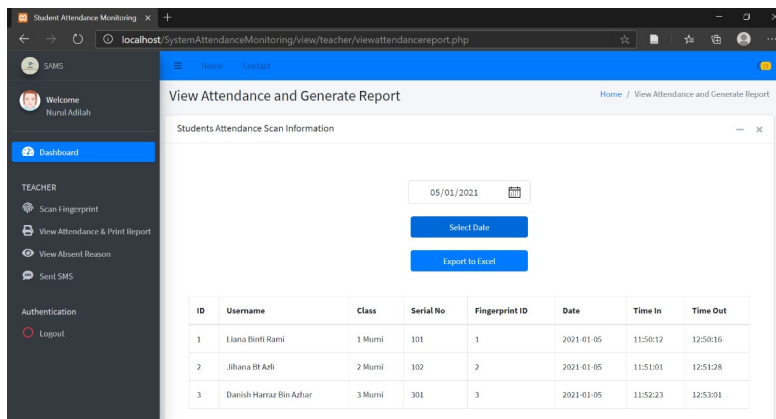 Student Attendance Monitoring
localhost/SystemAttendanceMonitoring/view/teacher/viewattendancereport.php
SAMS
Home Contact
Welcome
Nurul Adilah
View Attendance and Generate Report
Home / View Attendance and Generate Report
Students Attendance Scan Information
Dashboard
TEACHER
Scan Fingerprint
View Attendance & Print Report
View Absent Reason
Sent SMS
Authentication
Logout
05/01/2021
Select Date
Export to Excel
ID Username Class Serial No Fingerprint ID Date Time In Time Out
1 Liana Binti Rami 1 Murni 101 1 2021-01-05 11:50:12 12:50:16
2 Jihana Bt Azli 2 Murni 102 2 2021-01-05 11:51:01 12:51:28
3 Danish Harraz Bin Azhar 3 Murni 301 3 2021-01-05 11:52:23 12:53:01